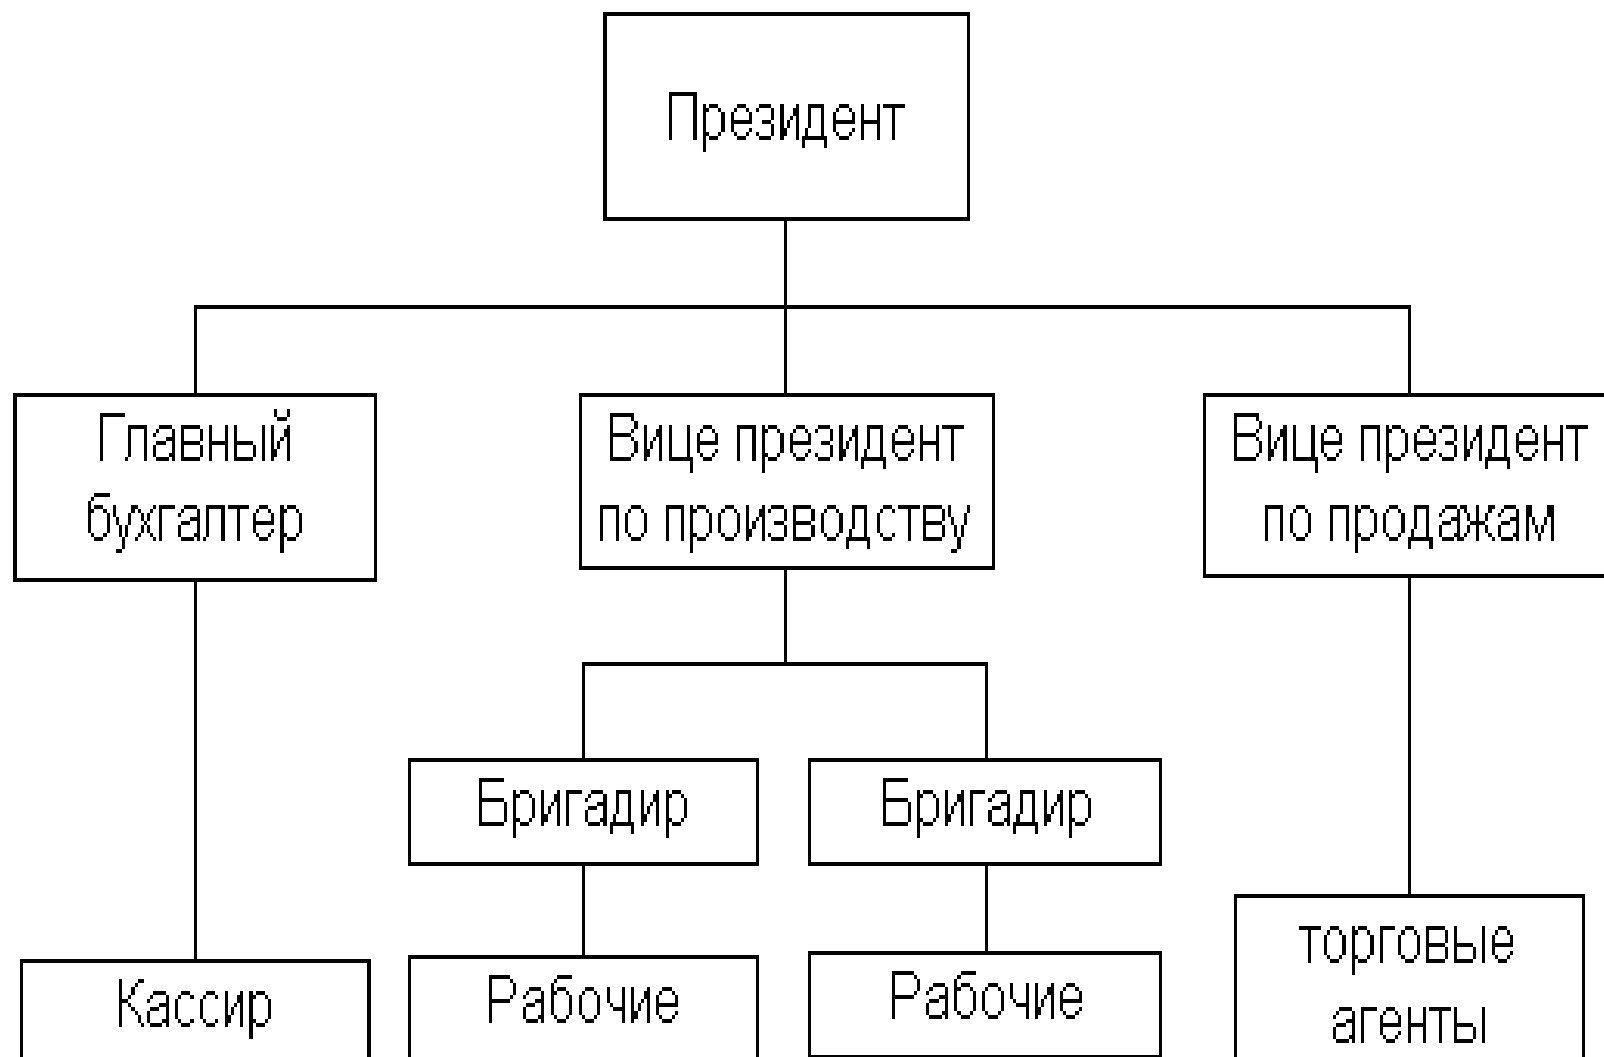 Президент
Главный
бухгалтер
Вице президент
по производству
Вице президент
по продажам
Бригадир
Бригадир
Кассир
Рабочие
Рабочие
торговые
агенты